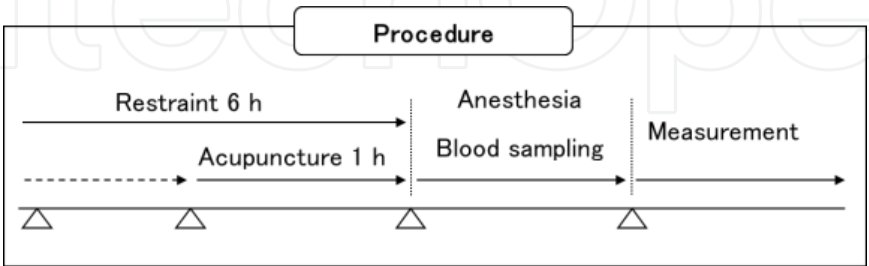 Procedure
Restraint 6 h
Anesthesia
Measurement
Acupuncture 1 h
Blood sampling